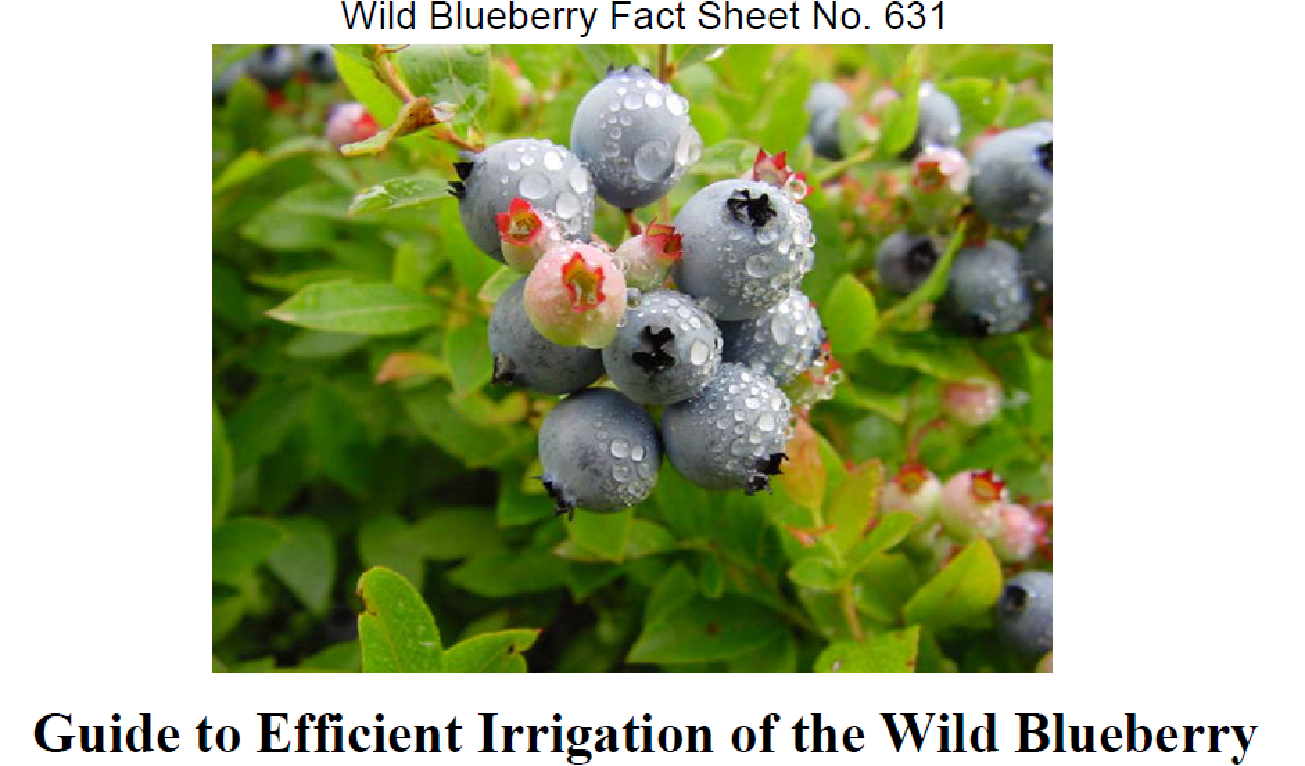 Wild Blueberry Fact Sheet No. 631
Guide to Efficient Irrigation of the Wild Blueberry